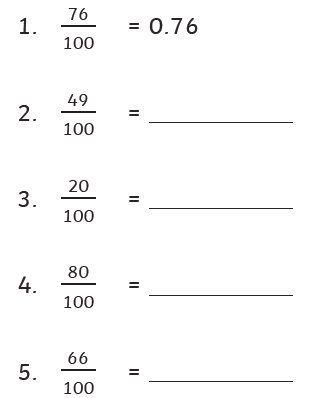 1. 76/100 = 0.76
2. 49/100 =
3. 20/100 =
4. 80/100 =
5. 66/100 =